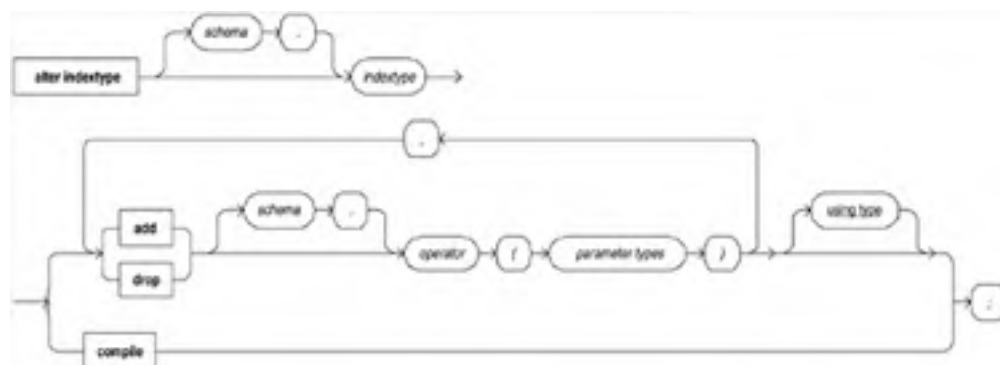 schema .
alter indextype indextype
,
add schema . using type
operator ( parameter types )
drop
;
compile